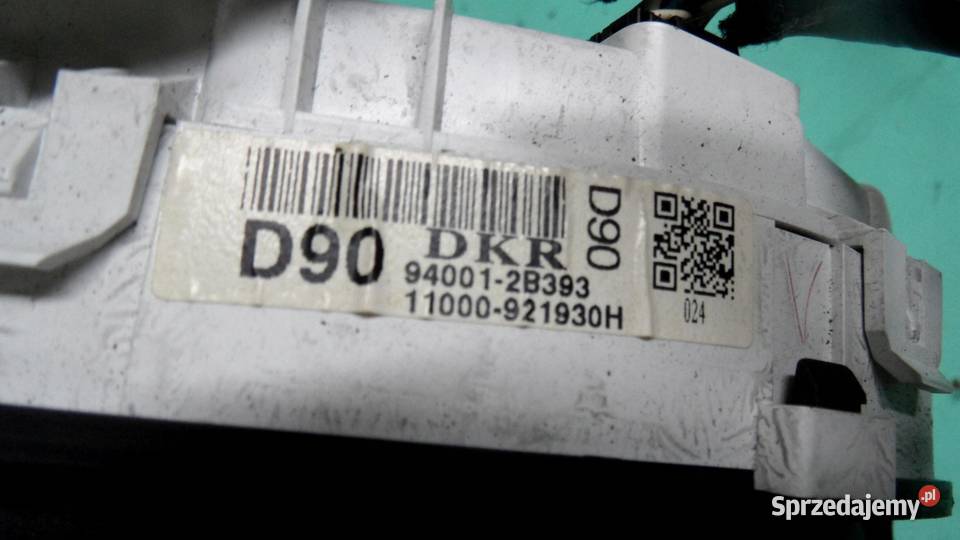 D90
DKR
94001-2B393
11000-921930H
D90
024
Sprzedajemy.pl